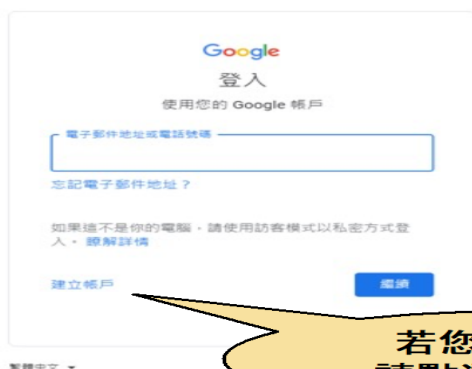 Google
登入
使用您的 Google 帳戶
電子郵件地址或電話號碼
忘記電子郵件地址？
如果這不是你的電腦，請使用訪客模式以私密方式登
入。瞭解詳情
建立帳戶
繼續
若您
請點
繁體中文